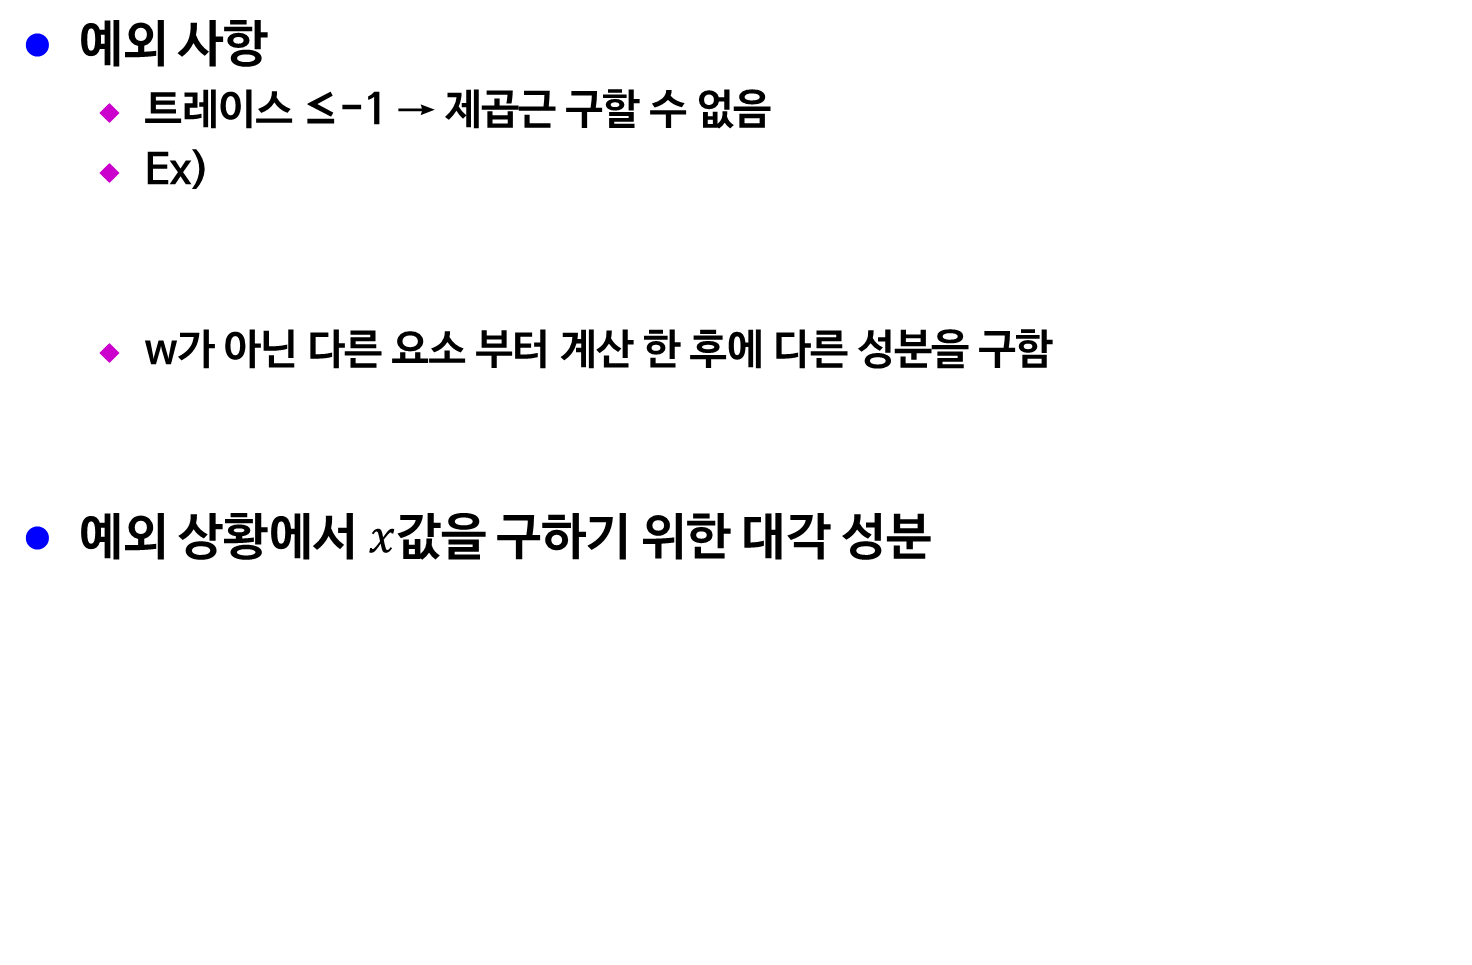 예외 사항
트레이스 ≤-1 → 제곱근 구할 수 없음
Ex)
w가 아닌 다른 요소 부터 계산 한 후에 다른 성분을 구함
예외 상황에서 x값을 구하기 위한 대각 성분